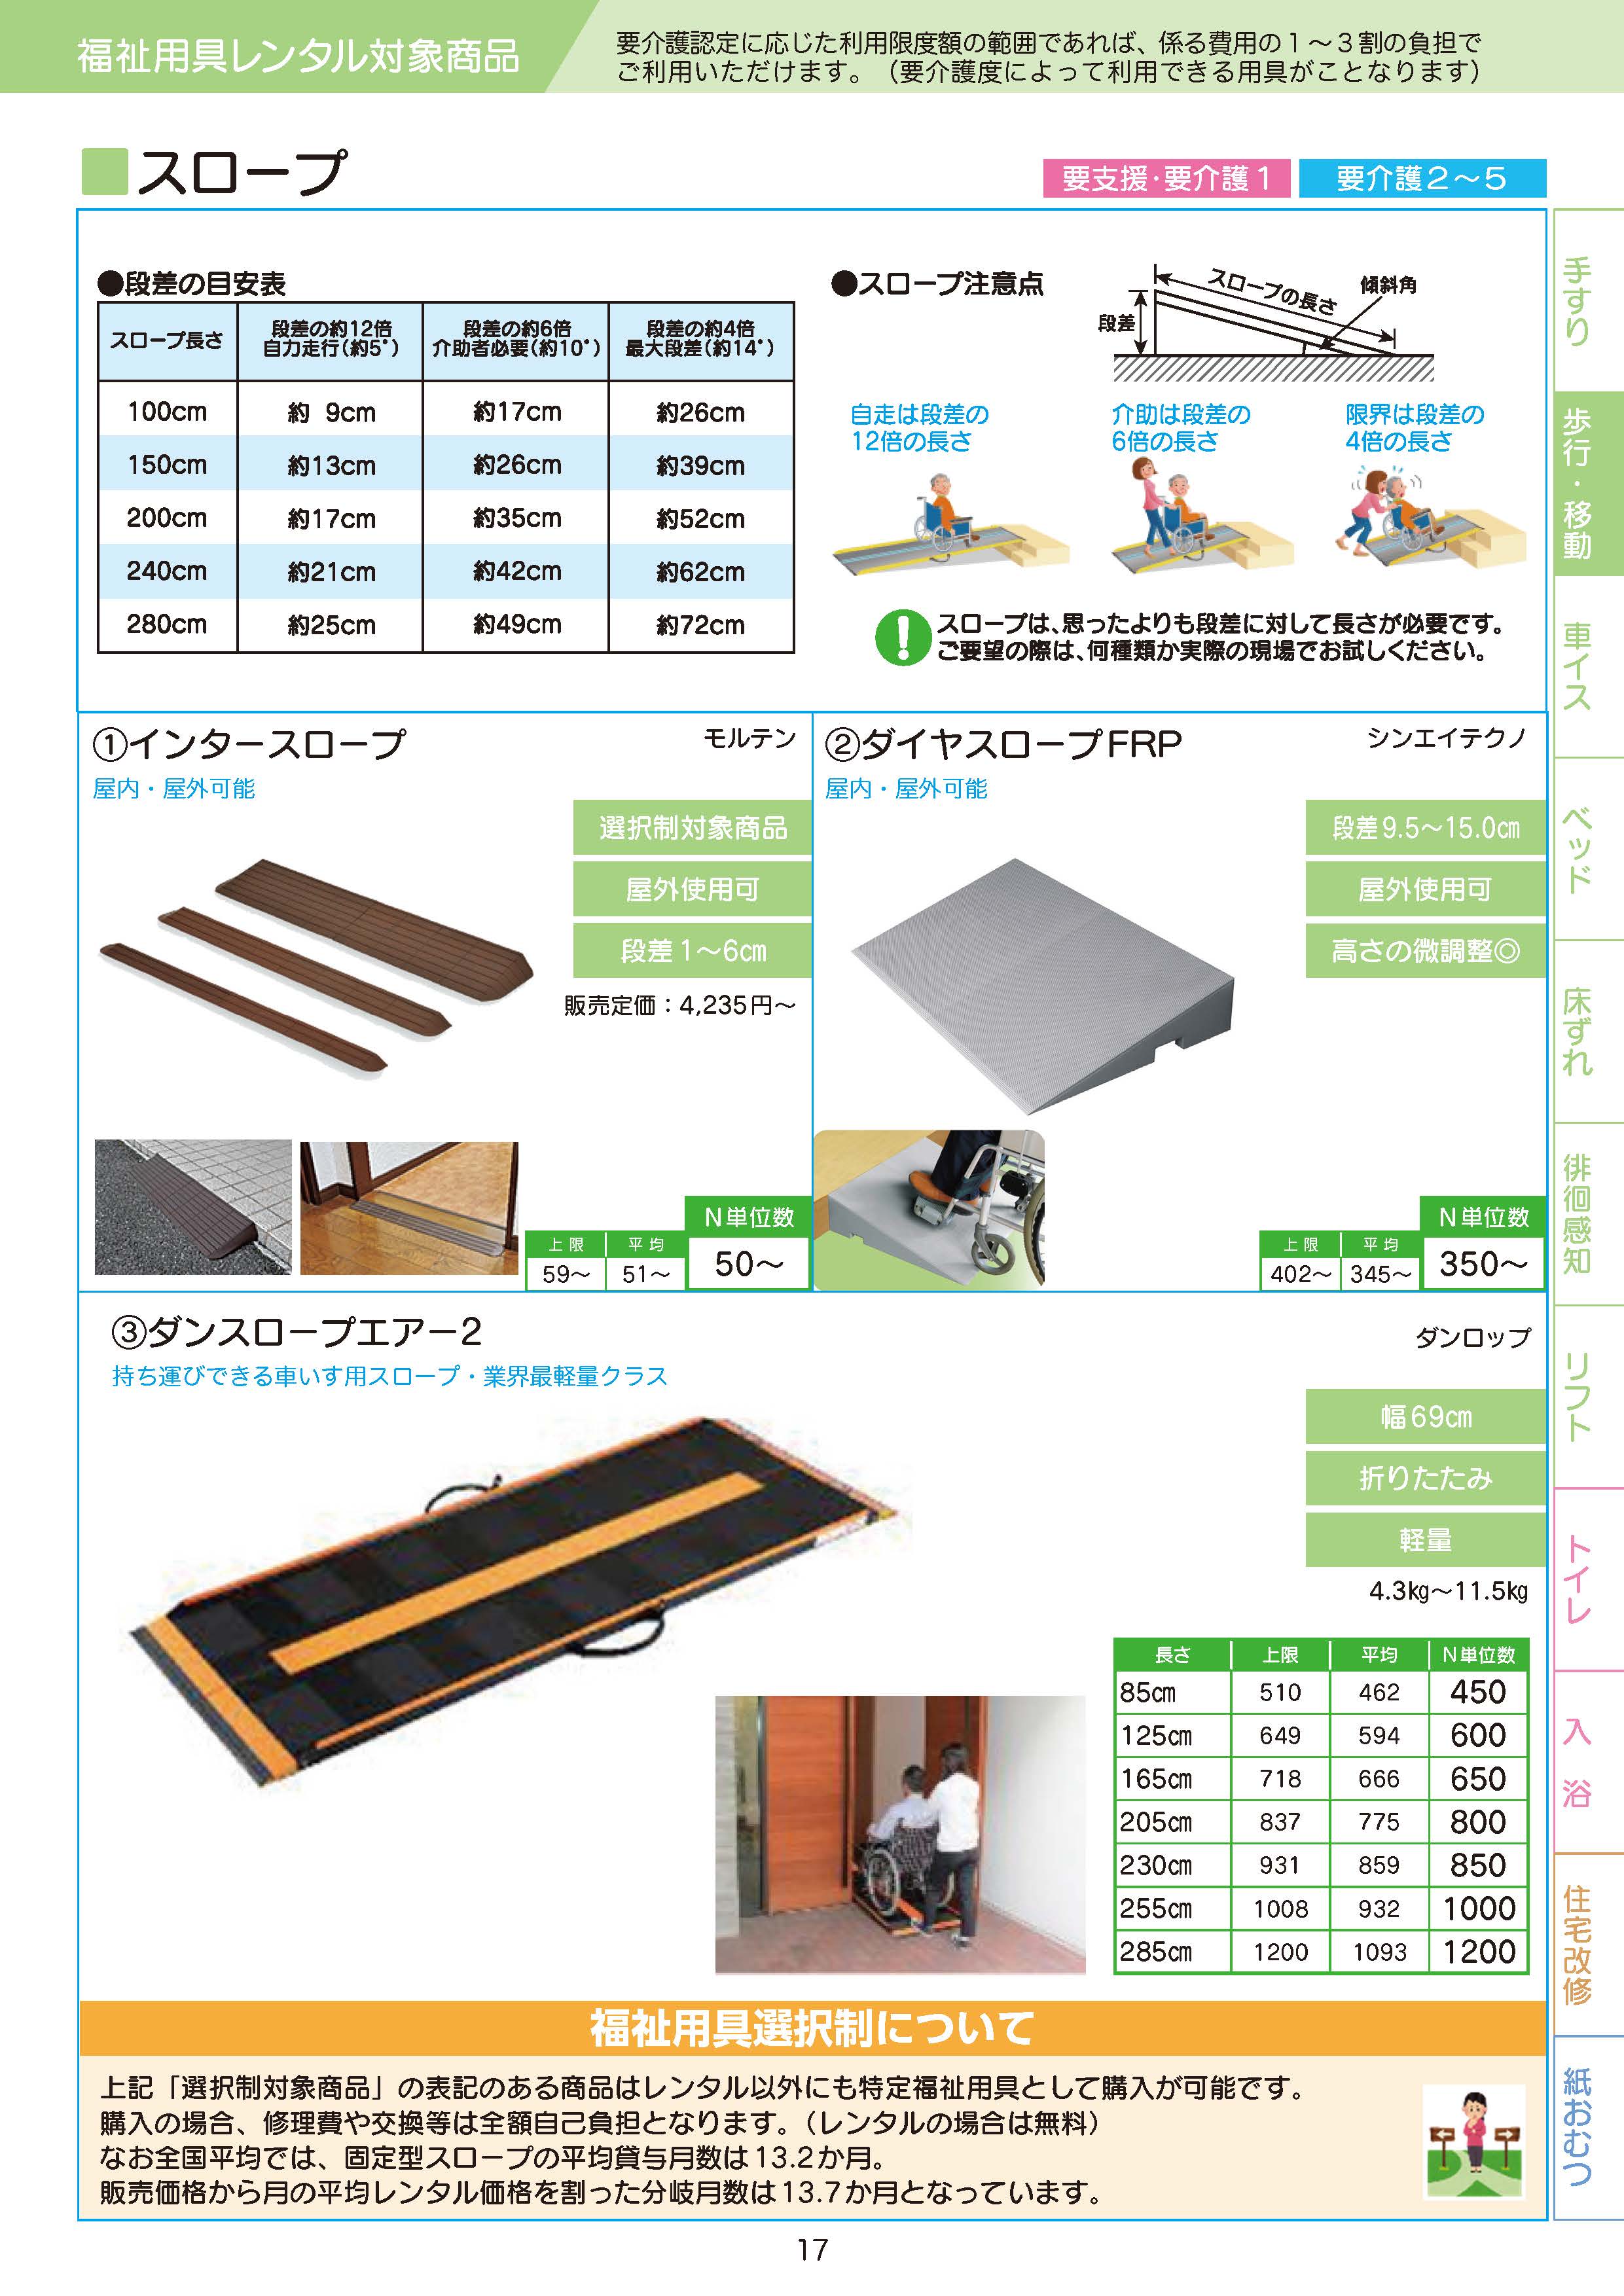 福祉用具レンタル対象商品
要介護認定に応じた利用限度額の範囲であれば、係る費用の１～３割の負担で
ご利用いただけます。（要介護度によって利用できる用具がことなります）
■スロープ
要支援・要介護１
要介護２～５
●段差の目安表
スロープ長さ 段差の約12倍 自力走行（約5°） 段差の約6倍 介助者必要（約10°） 段差の約4倍 最大段差（約14°）
100cm 約 9cm 約17cm 約26cm
150cm 約13cm 約26cm 約39cm
200cm 約17cm 約35cm 約52cm
240cm 約21cm 約42cm 約62cm
280cm 約25cm 約49cm 約72cm
●スロープ注意点
スロープの長さ
傾斜角
段差
自走は段差の
12倍の長さ
介助は段差の
6倍の長さ
限界は段差の
4倍の長さ
スロープは、思ったよりも段差に対して長さが必要です。
ご要望の際は、何種類か実際の現場でお試しください。
①インタースロープ
モルテン
屋内・屋外可能
選択制対象商品
屋外使用可
段差１～６㎝
販売定価：4,235円～
上限 平均 Ｎ単位数
59～ 51～ 50～
②ダイヤスロープFRP
シンエイテクノ
屋内・屋外可能
段差9.5～15.0㎝
屋外使用可
高さの微調整◎
上限 平均 Ｎ単位数
402～ 345～ 350～
③ダンスロープエアー2
ダンロップ
持ち運びできる車いす用スロープ・業界最軽量クラス
幅69㎝
折りたたみ
軽量
4.3㎏～11.5㎏
長さ 上限 平均 Ｎ単位数
85㎝ 510 462 450
125㎝ 649 594 600
165㎝ 718 666 650
205㎝ 837 775 800
230㎝ 931 859 850
255㎝ 1008 932 1000
285㎝ 1200 1093 1200
福祉用具選択制について
上記「選択制対象商品」の表記のある商品はレンタル以外にも特定福祉用具として購入が可能です。
購入の場合、修理費や交換等は全額自己負担となります。（レンタルの場合は無料）
なお全国平均では、固定型スロープの平均貸与月数は13.2か月。
販売価格から月の平均レンタル価格を割った分岐月数は13.7か月となっています。
手すり
歩行・移動
車イス
ベッド
床ずれ
徘徊感知
リフト
トイレ
入浴
住宅改修
紙おむつ
17